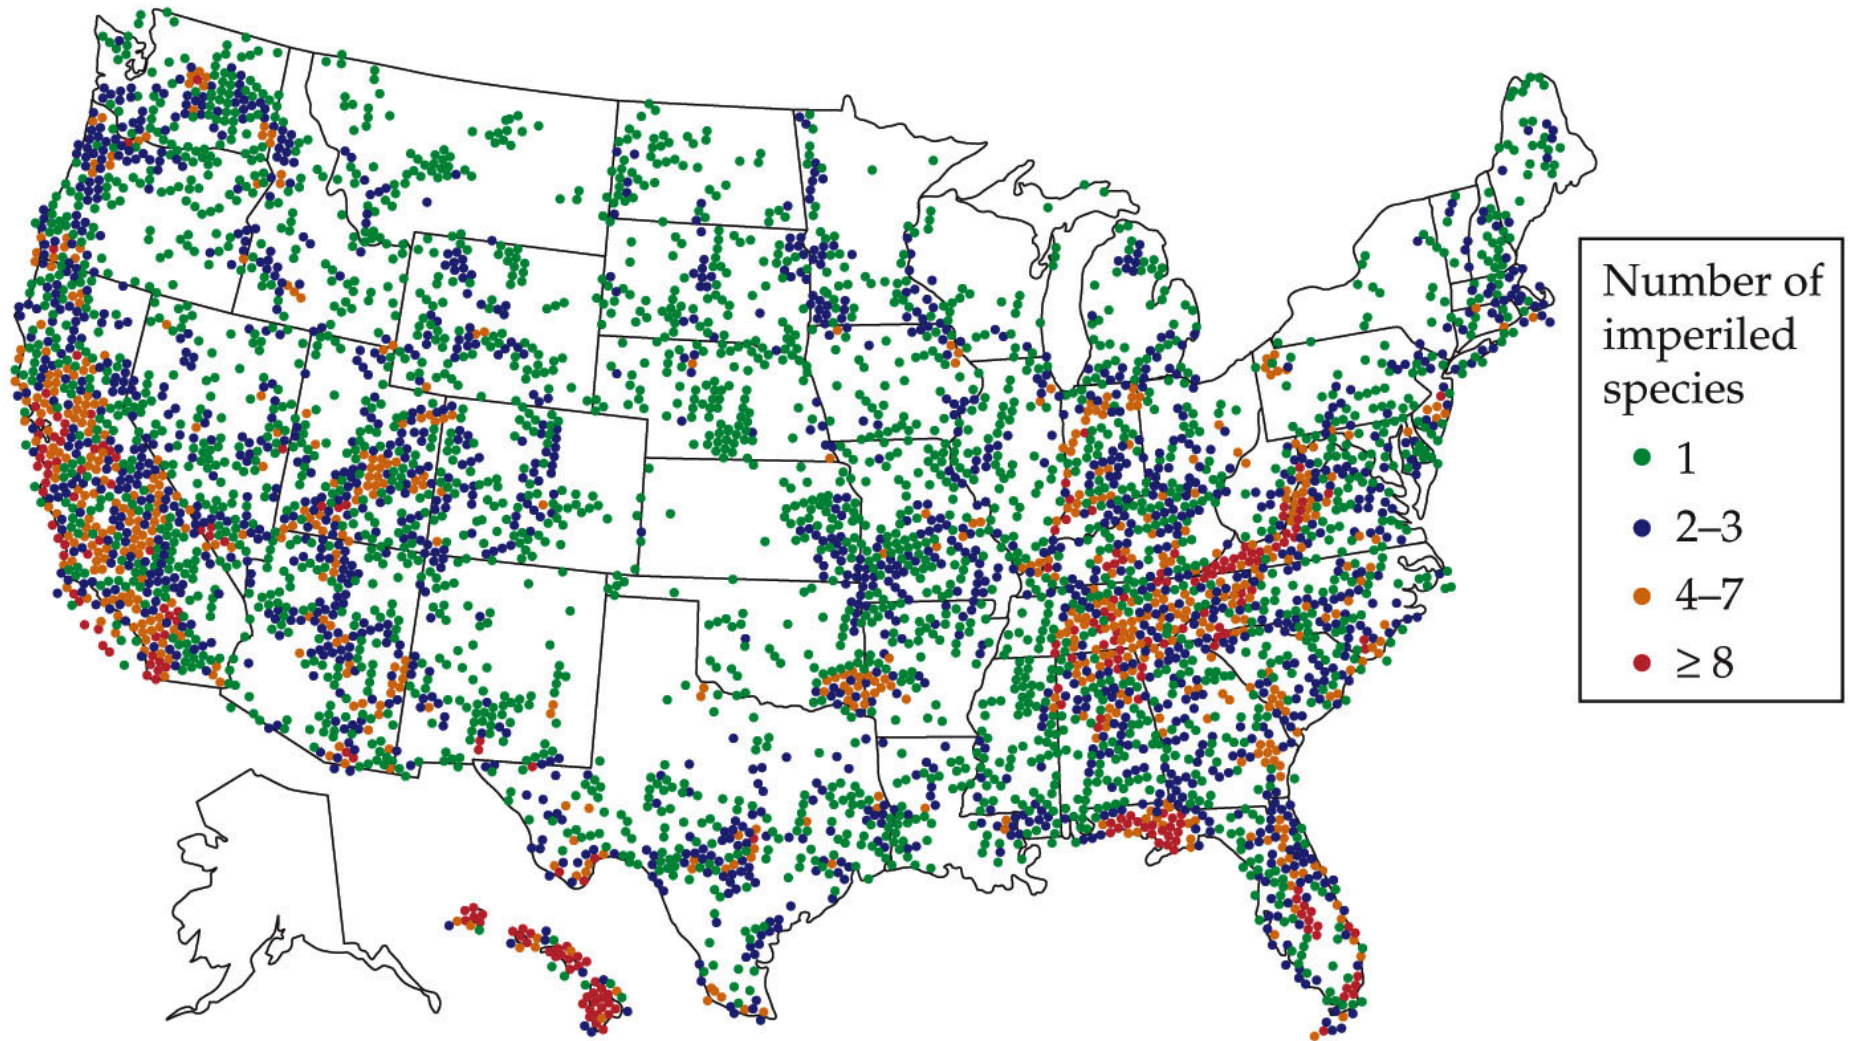 Number of
imperiled
species
1
2–3
4–7
≥ 8